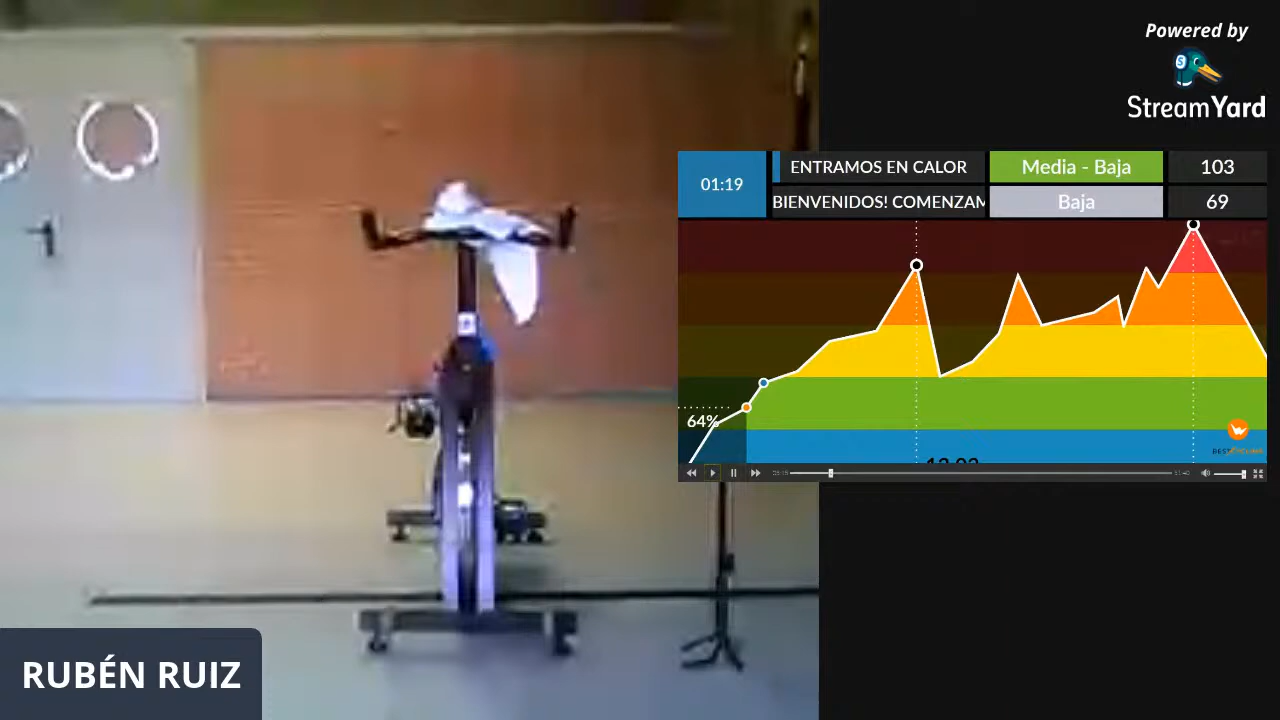 Powered by
StreamYard
01:19
ENTRAMOS EN CALOR
Media - Baja
103
BIENVENIDOS! COMENZAM
Baja
69
64%
RUBÉN RUIZ